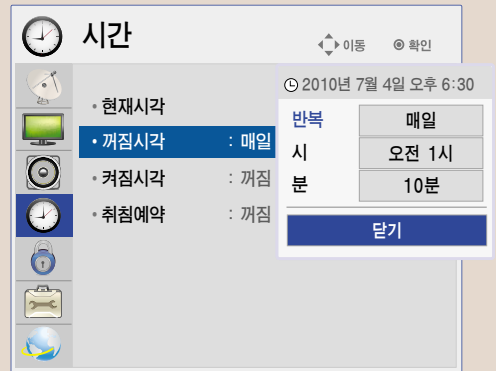 시간
이동 확인
• 현재시각
• 꺼짐시각 : 매일
• 켜짐시각 : 꺼짐
• 취침예약 : 꺼짐
2010년 7월 4일 오후 6:30
반복 매일
시 오전 1시
분 10분
닫기